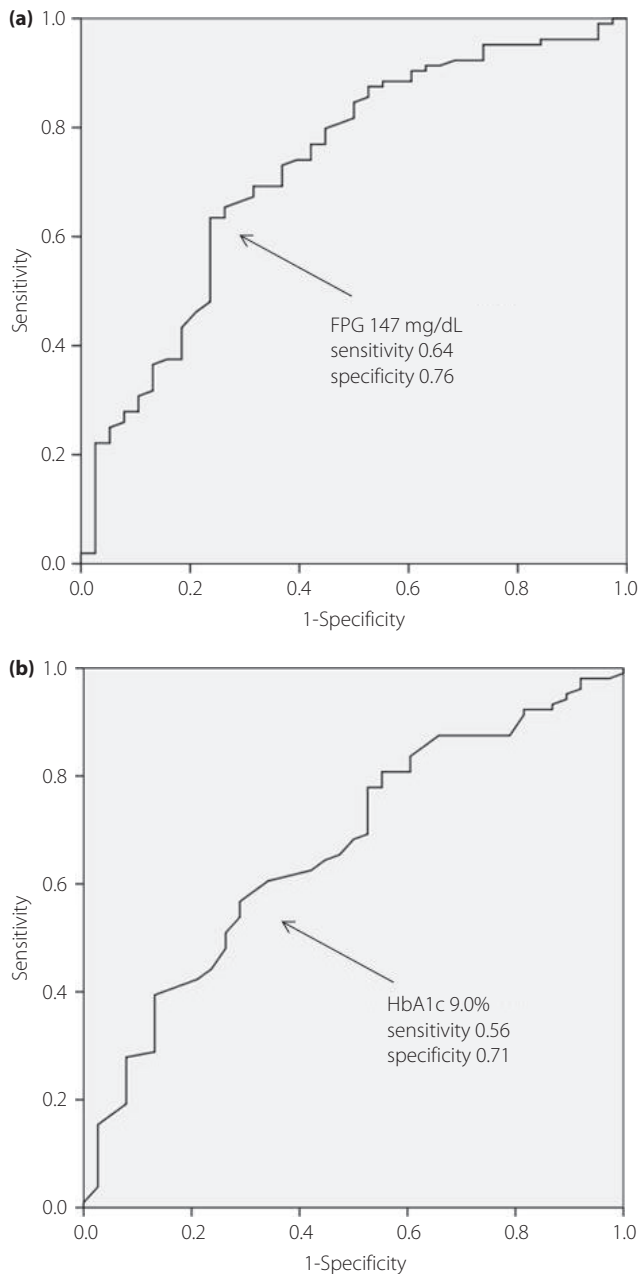 (a)
1.0
0.8
0.6
0.4
0.2
0.0
Sensitivity
FPG 147 mg/dL
sensitivity 0.64
specificity 0.76
0.0 0.2 0.4 0.6 0.8 1.0
1-Specificity
(b)
1.0
0.8
0.6
0.4
0.2
0.0
Sensitivity
HbA1c 9.0%
sensitivity 0.56
specificity 0.71
0.0 0.2 0.4 0.6 0.8 1.0
1-Specificity